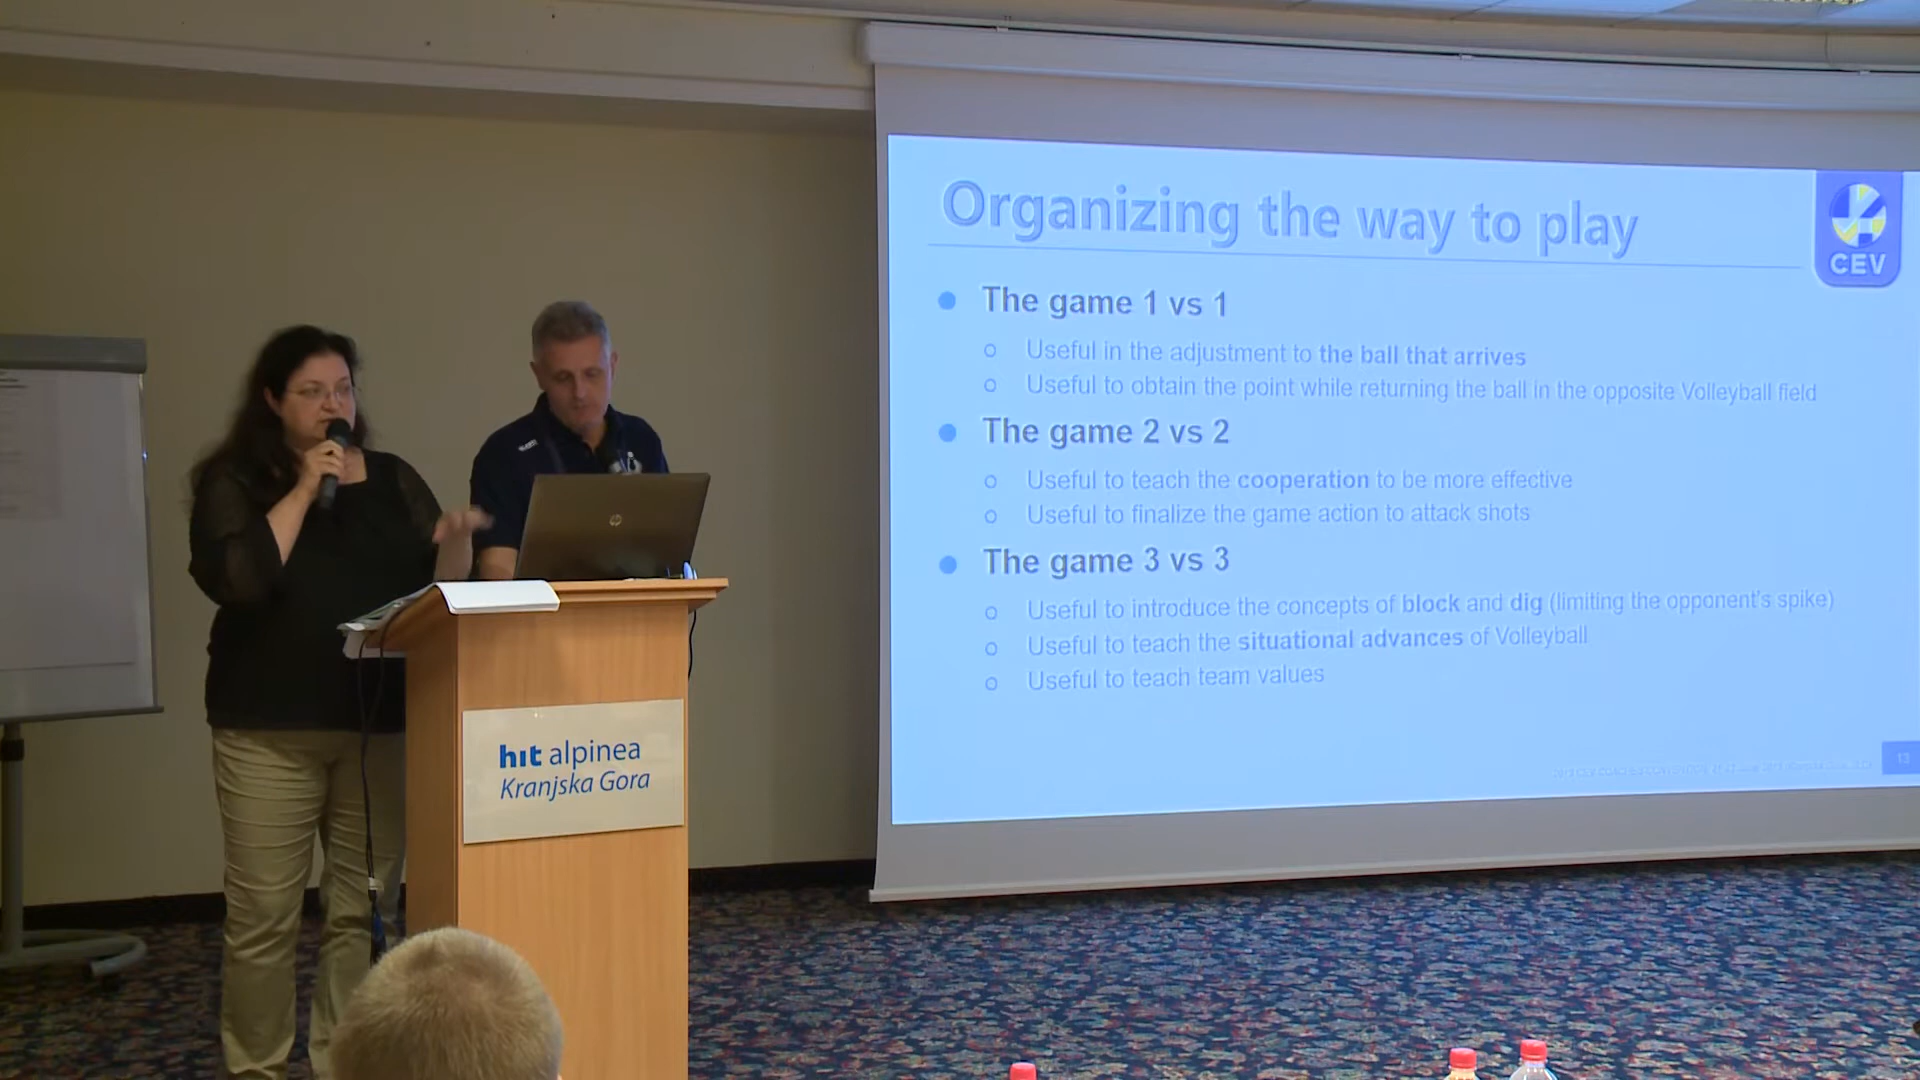 Organizing the way to play
CEV
The game 1 vs 1
Useful in the adjustment to the ball that arrives
Useful to obtain the point while returning the ball in the opposite Volleyball field
The game 2 vs 2
Useful to teach the cooperation to be more effective
Useful to finalize the game action to attack shots
The game 3 vs 3
Useful to introduce the concepts of block and dig (limiting the opponent's spike)
Useful to teach the situational advances of Volleyball
Useful to teach team values
13
hp
hit alpinea
Kranjska Gora